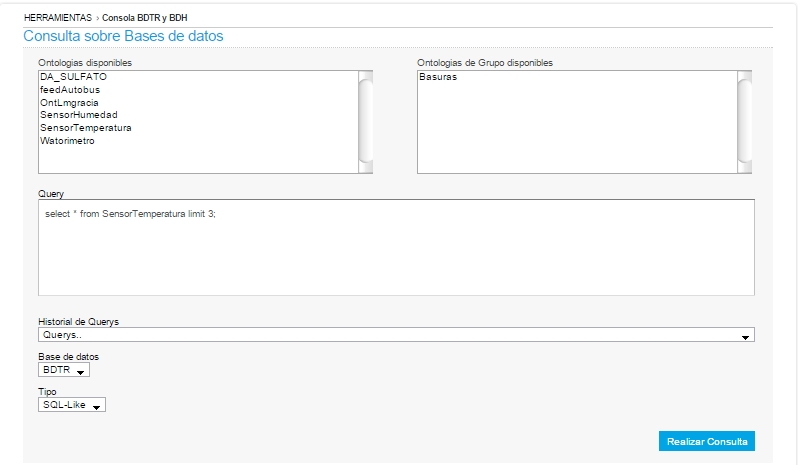 HERRAMIENTAS › Consola BDTR y BDH
Consulta sobre Bases de datos
Ontologias disponibles
DA_SULFATO
feedAutobus
OntLmgracia
SensorHumedad
SensorTemperatura
Watorimetro
Ontologias de Grupo disponibles
Basuras
Query
select * from SensorTemperatura limit 3;
Historial de Querys
Querys..
Base de datos
BDTR
Tipo
SQL-Like
Realizar Consulta